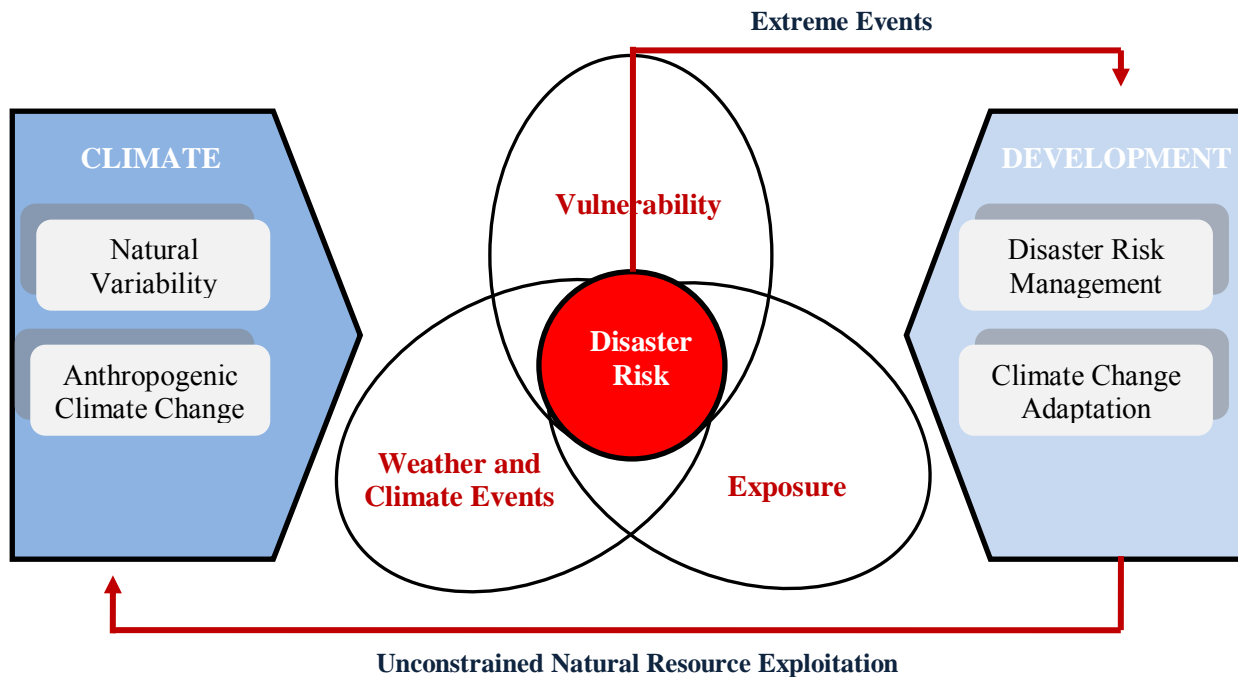 Extreme Events
CLIMATE
Natural
Variability
Anthropogenic
Climate Change
Vulnerability
Disaster
Risk
Weather and
Climate Events
Exposure
DEVELOPMENT
Disaster Risk
Management
Climate Change
Adaptation
Unconstrained Natural Resource Exploitation